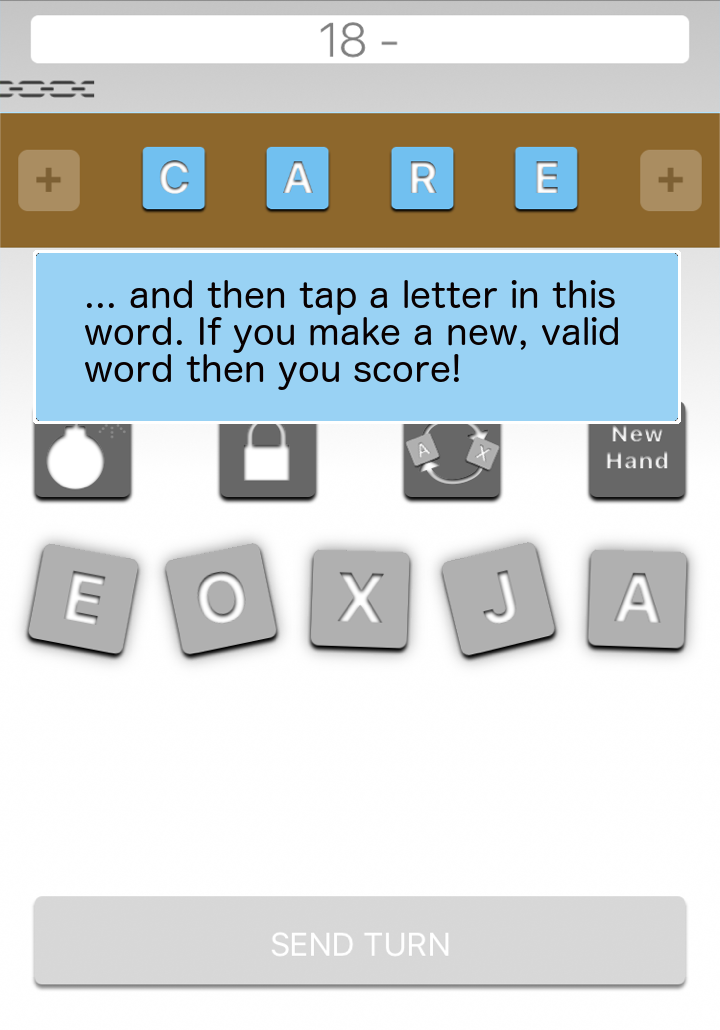 18 -
+ C A R E +
... and then tap a letter in this
word. If you make a new, valid
word then you score!
A X
New
Hand
E O X J A
SEND TURN